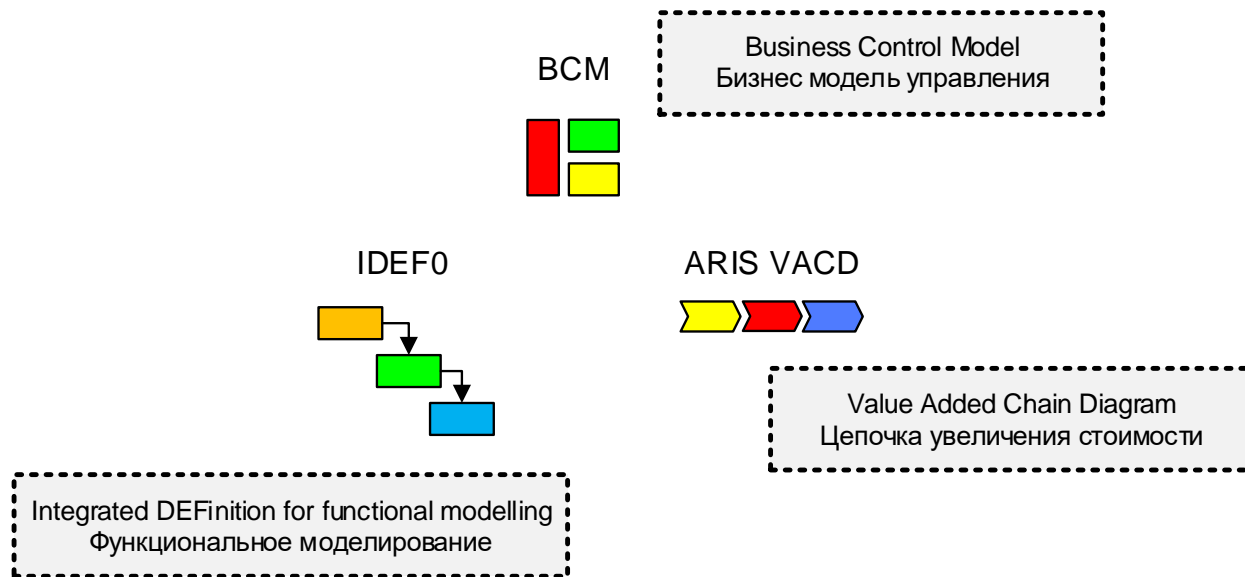 BCM
Business Control Model
Бизнес модель управления
IDEF0
ARIS VACD
Value Added Chain Diagram
Цепочка увеличения стоимости
Integrated DEFinition for functional modelling
Функциональное моделирование